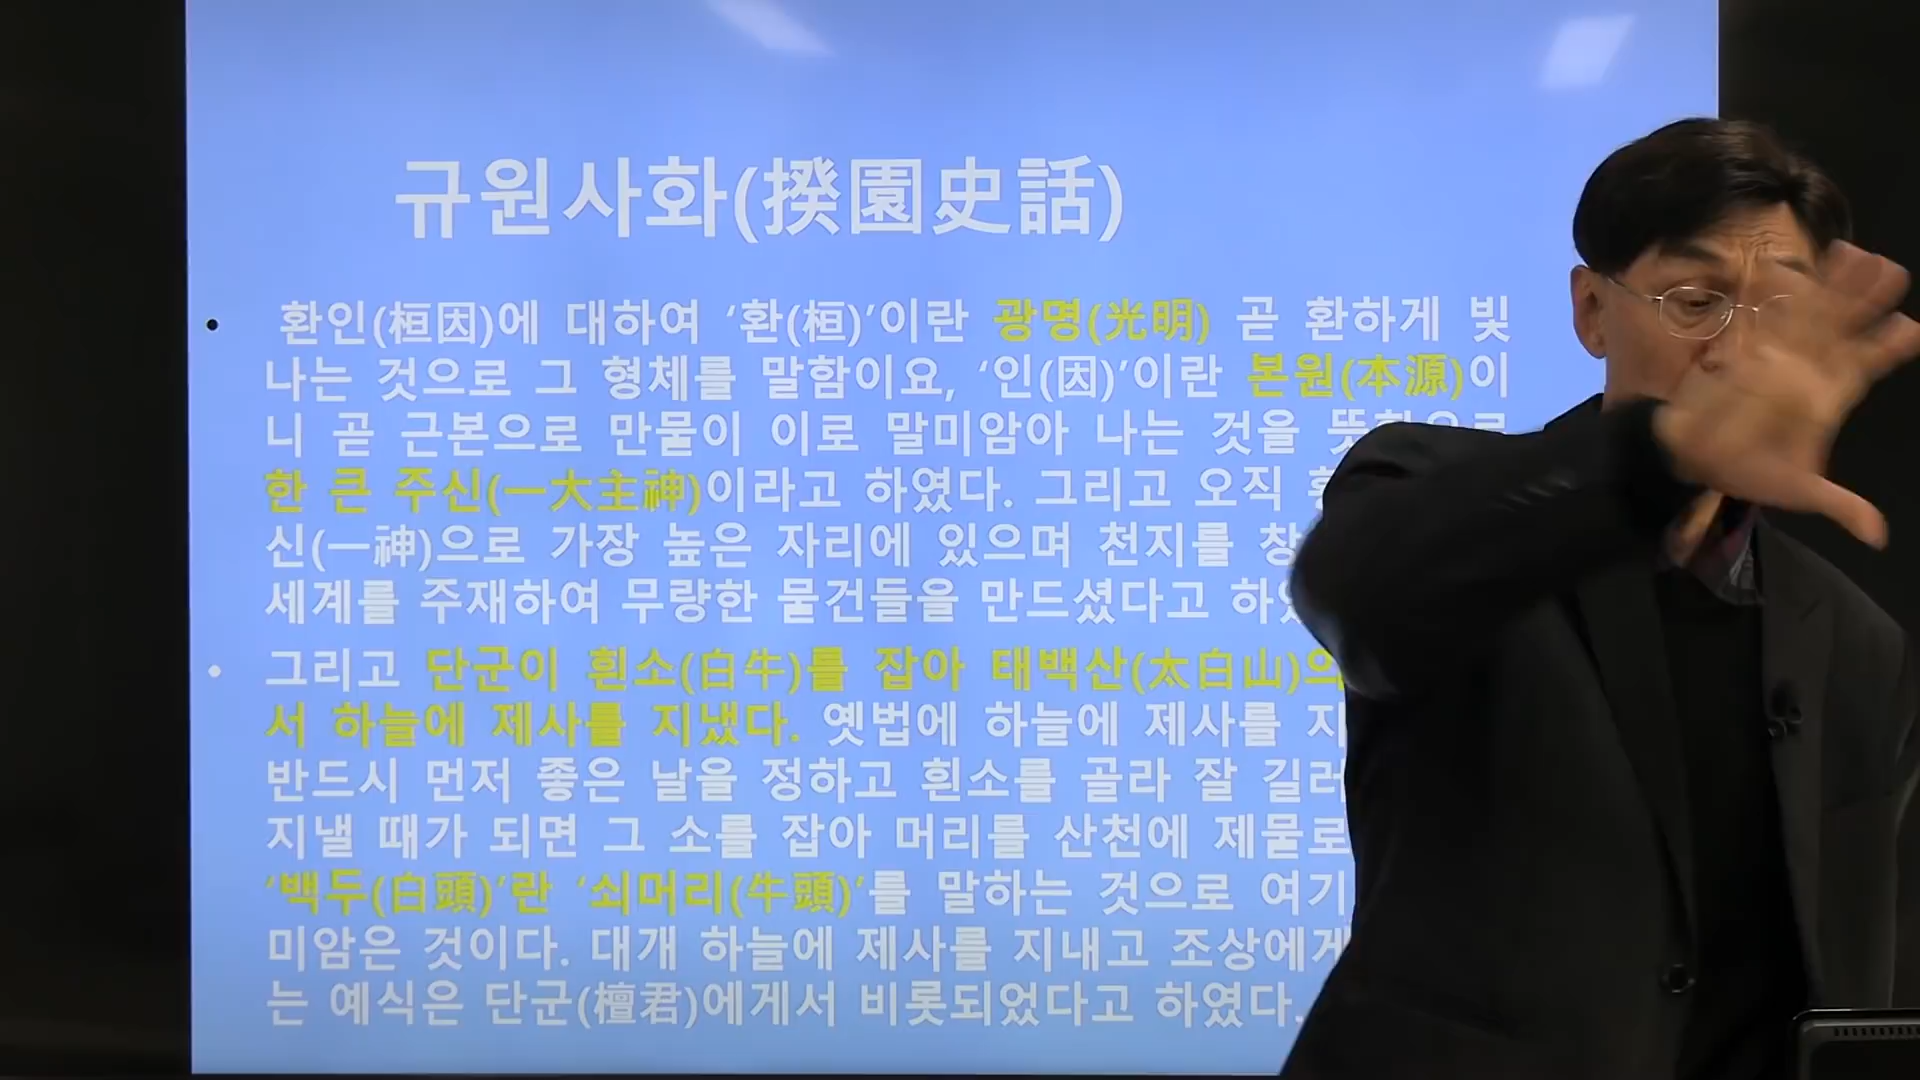 규원사화(揆園史話)
• 환인(桓因)에 대하여 ‘환(桓)’이란 광명(光明) 곧 환하게 빛
나는 것으로 그 형체를 말함이요, ‘인(因)’이란 본원(本源)이
니 곧 근본으로 만물이 이로 말미암아 나는 것을
한 큰 주신(一大主神)이라고 하였다. 그리고 오직
신(一神)으로 가장 높은 자리에 있으며 천지를
세계를 주재하여 무량한 물건들을 만드셨다고
• 그리고 단군이 흰소(白牛)를 잡아 태백산(太白山)의
서 하늘에 제사를 지냈다. 옛법에 하늘에 제사를 지
반드시 먼저 좋은 날을 정하고 흰소를 골라 잘 길러
지낼 때가 되면 그 소를 잡아 머리를 산천에 제물로
‘백두(白頭)’란 ‘쇠머리(牛頭)’를 말하는 것으로 여기
미암은 것이다. 대개 하늘에 제사를 지내고 조상에게
는 예식은 단군(檀君)에게서 비롯되었다고 하였다.